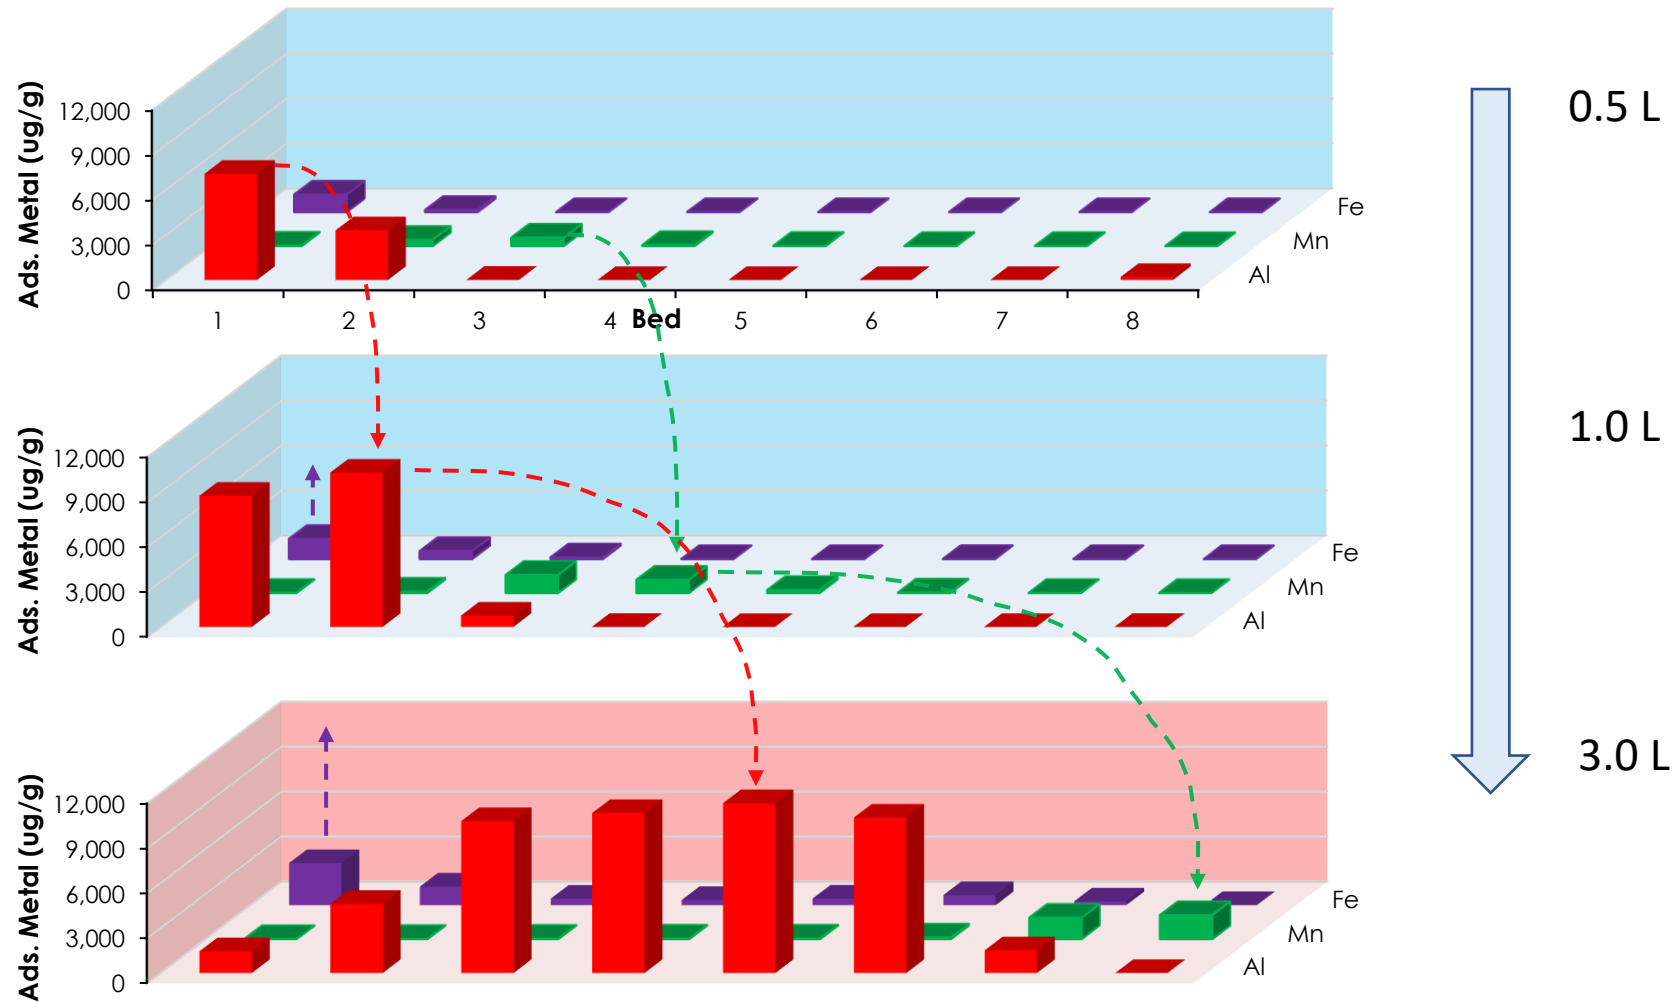 Ads. Metal (ug/g)
12,000
9,000
6,000
3,000
0
Fe
Mn
Al
1 2 3 4 5 6 7 8
Bed
0.5 L
Ads. Metal (ug/g)
12,000
9,000
6,000
3,000
0
Fe
Mn
Al
1.0 L
Ads. Metal (ug/g)
12,000
9,000
6,000
3,000
0
Fe
Mn
Al
3.0 L